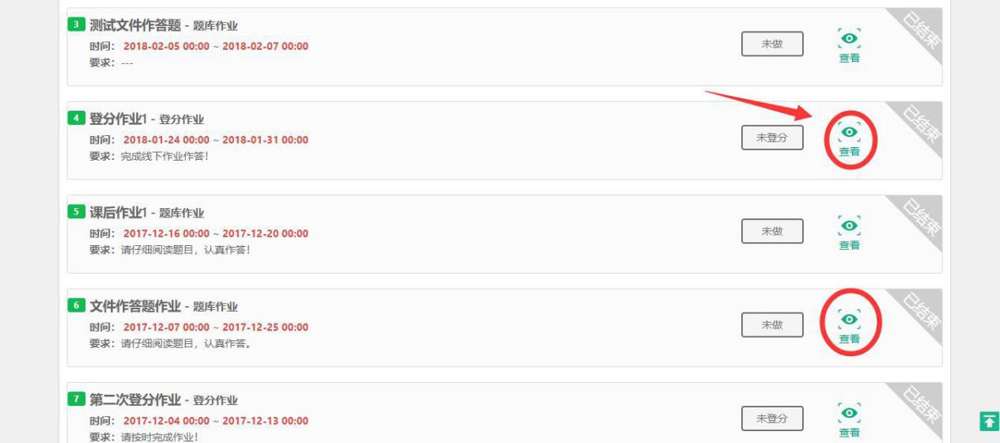 3 测试文件作答题 - 题库作业
时间： 2018-02-05 00:00 ~ 2018-02-07 00:00
要求：---
未做
查看
已结束
4 登分作业1 - 登分作业
时间： 2018-01-24 00:00 ~ 2018-01-31 00:00
要求：完成线下作业作答！
未登分
查看
已结束
5 课后作业1 - 题库作业
时间： 2017-12-16 00:00 ~ 2017-12-20 00:00
要求：请仔细阅读题目，认真作答！
未做
查看
已结束
6 文件作答题作业 - 题库作业
时间： 2017-12-07 00:00 ~ 2017-12-25 00:00
要求：请仔细阅读题目，认真作答。
未做
查看
已结束
7 第二次登分作业 - 登分作业
时间： 2017-12-04 00:00 ~ 2017-12-13 00:00
要求：请按时完成作业！
未登分
查看
已结束